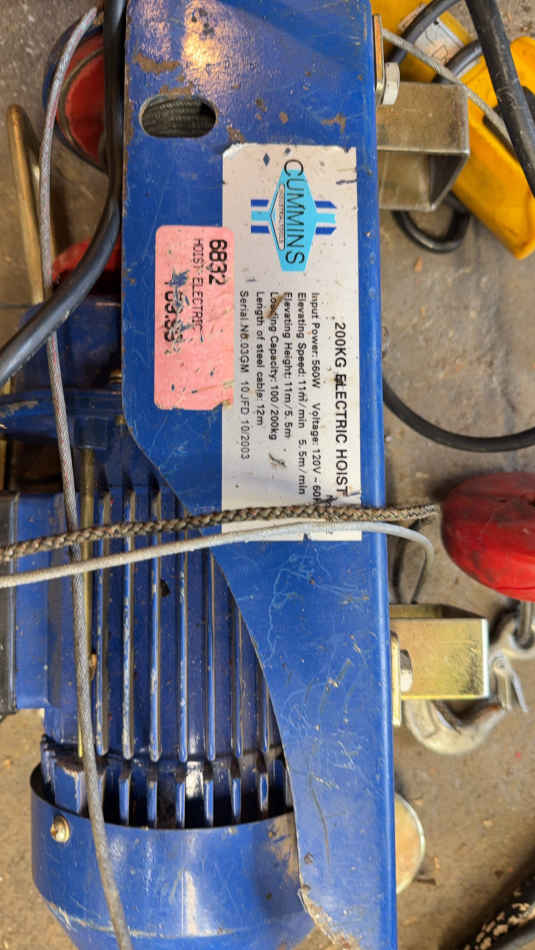 CUMMINS
INDUSTRIAL TOOLS
200KG ELECTRIC HOIST
Input Power: 560W Voltage: 120V ~ 60
Elevating Speed: 11m/min 5.5m/min
Elevating Height: 11m/5.5m
Loading Capacity: 100/200kg
Length of steel cable: 12m
Serial No.03GM 10JFD 10/2003
6832
HOIST ELECTRIC